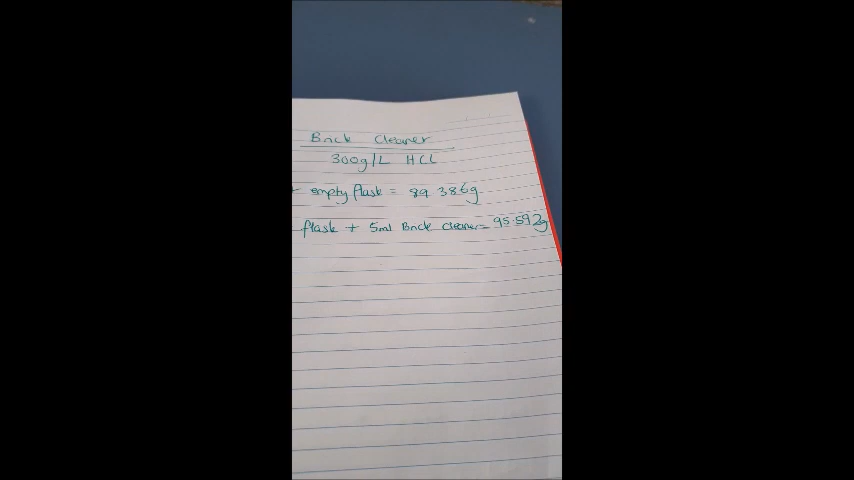 Brick Cleaner
300g/L HCL
empty flask = 89.386g
flask + 5ml Brick cleaner = 95.592g